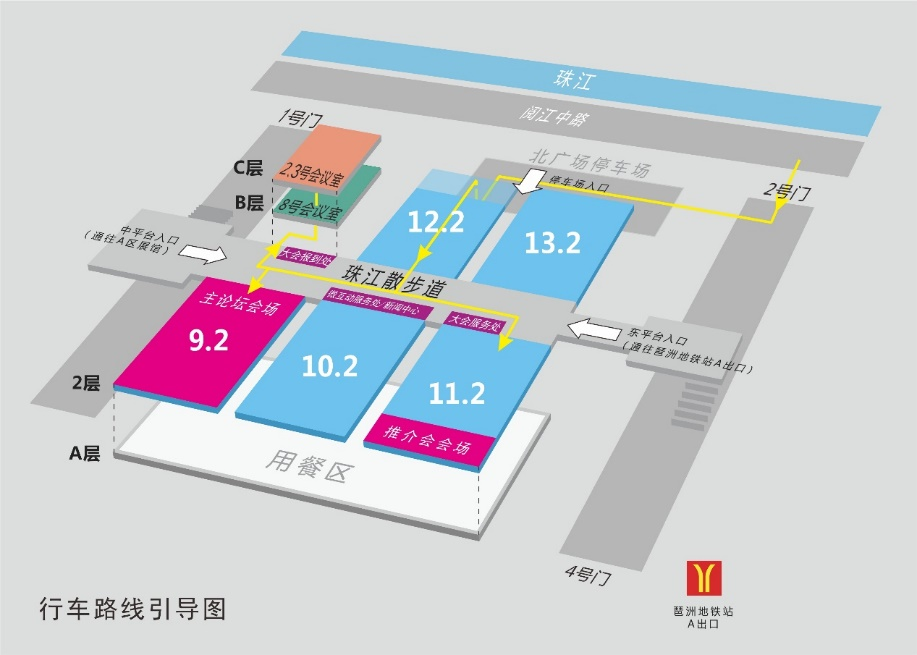 珠江
阅江中路
1号门
北广场停车场
停车场入口
2号门
C层
2.3号会议室
B层
8号会议室
12.2
13.2
中平台入口
(通往A区展馆)
大会报到处
珠江散步道
主论坛会场
9.2
微互动服务处/新闻中心
大会服务处
东平台入口
(通往琶洲地铁站A出口)
10.2
11.2
2层
推介会会场
A层
用餐区
4号门
行车路线引导图
琶洲地铁站
A出口